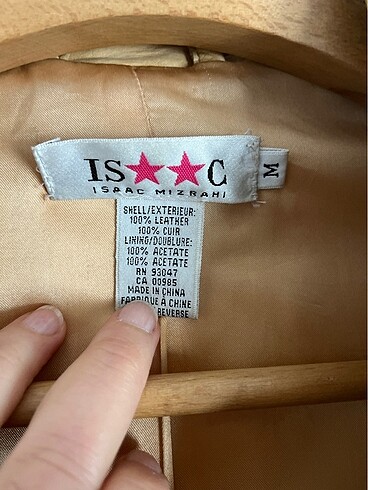 IS★★C
ISAAC MIZRAHI
M
SHELL/EXTERIEUR:
100% LEATHER
100% CUIR
LINING/DOUBLURE:
100% ACETATE
100% ACETATE
RN 93047
CA 00985
MADE IN CHINA
FABRIQUE A CHINE
REVERSE